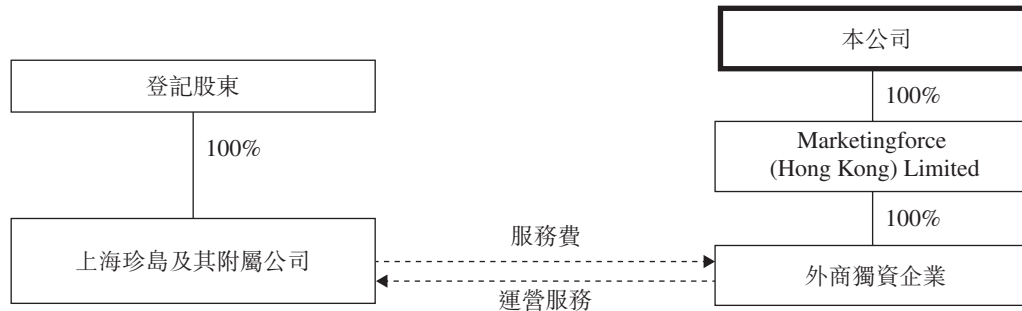 本公司
登記股東
100%
100%
Marketingforce
(Hong Kong) Limited
100%
服務費
上海珍島及其附屬公司
外商獨資企業
運營服務